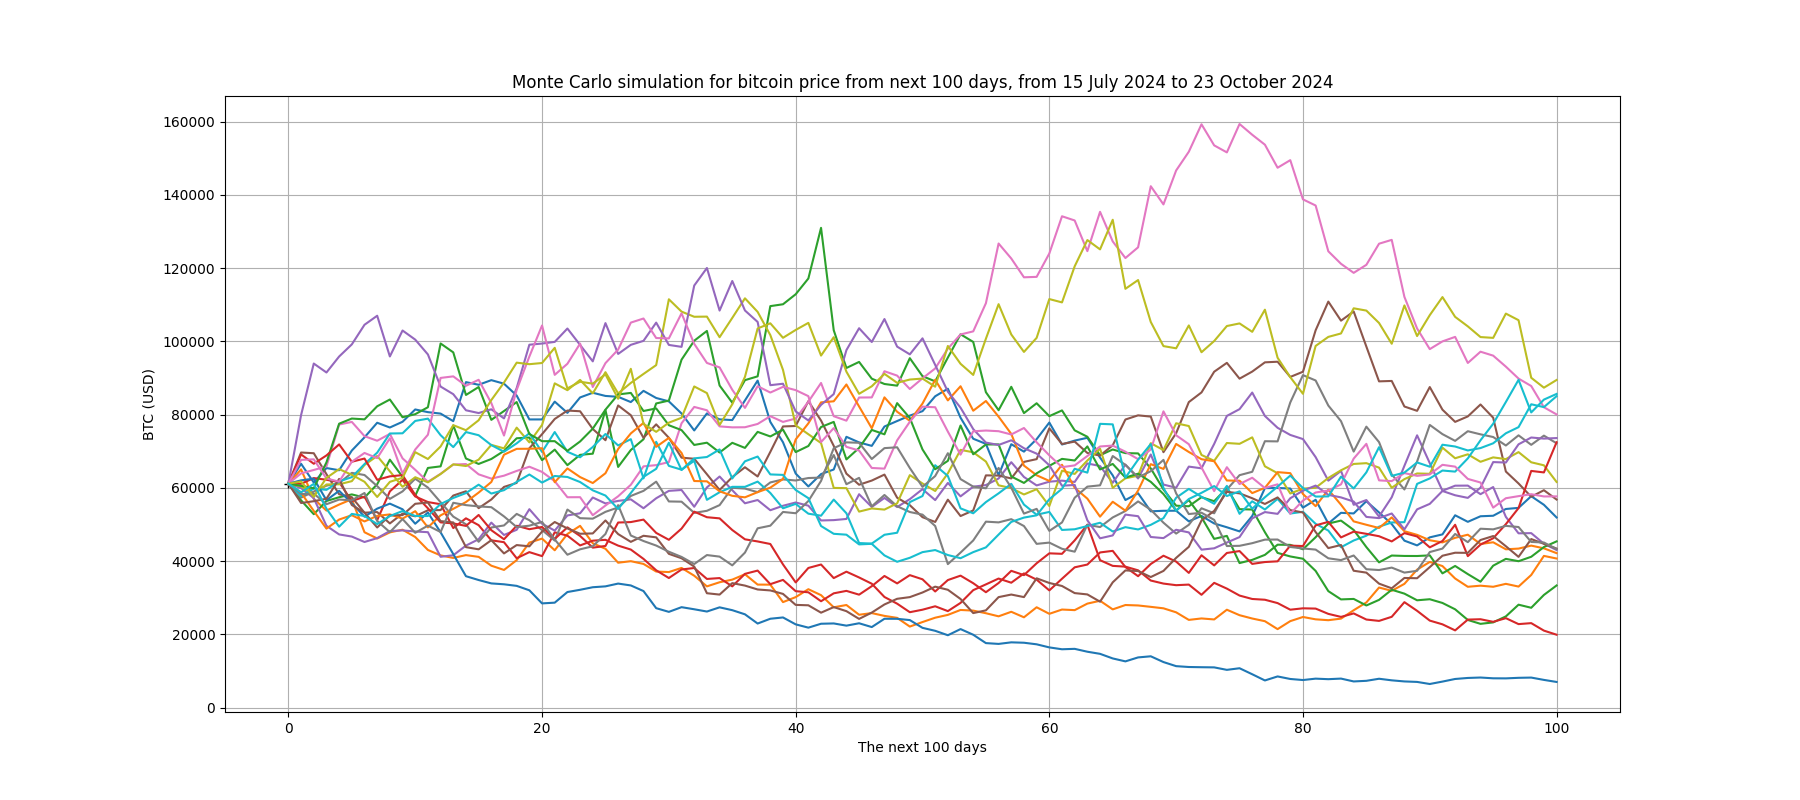 Monte Carlo simulation for bitcoin price from next 100 days, from 15 July 2024 to 23 October 2024
160000
140000
120000
100000
80000
60000
40000
20000
0
BTC (USD)
0 20 40 60 80 100
The next 100 days